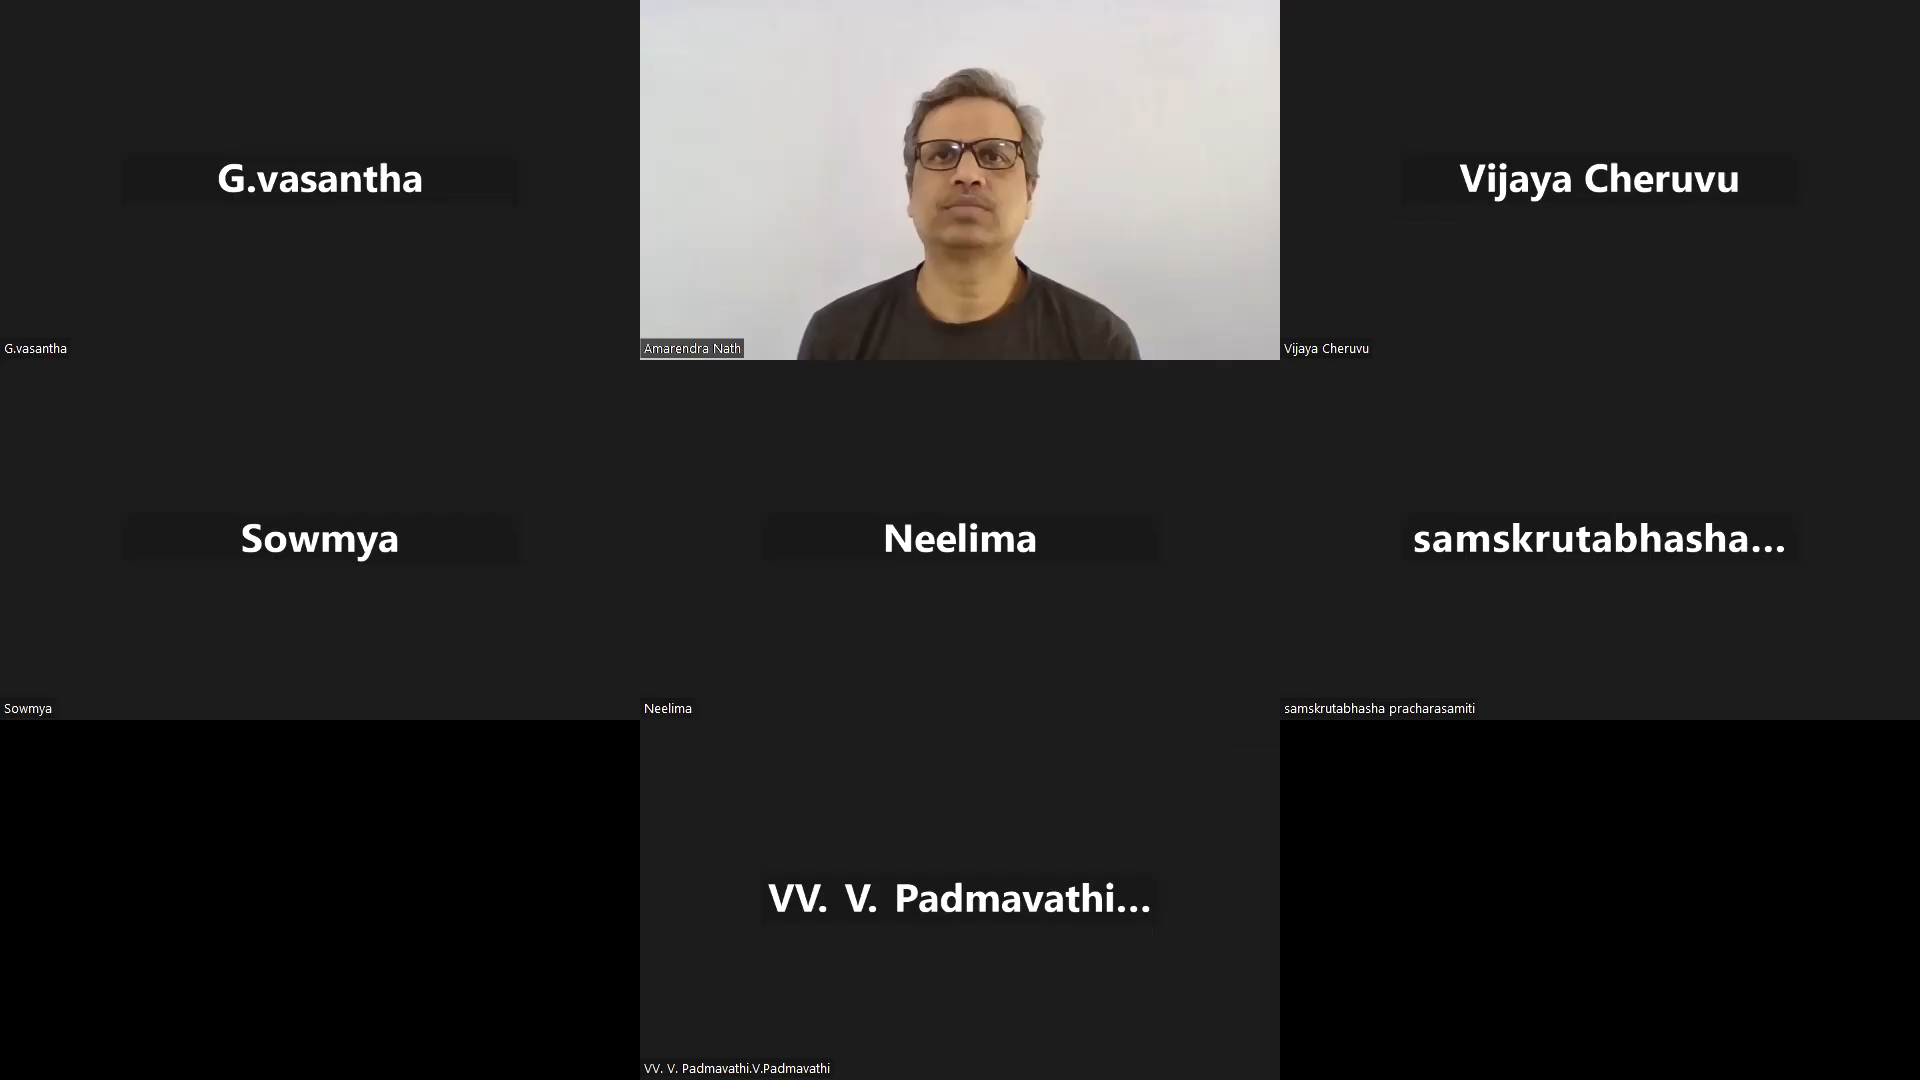 G.vasantha
Vijaya Cheruvu
G.vasantha
Amarendra Nath
Vijaya Cheruvu
Sowmya
Neelima
samskrutabhasha...
Sowmya
Neelima
samskrutabhasha pracharasamiti
VV. V. Padmavathi...
VV. V. Padmavathi.V.Padmavathi